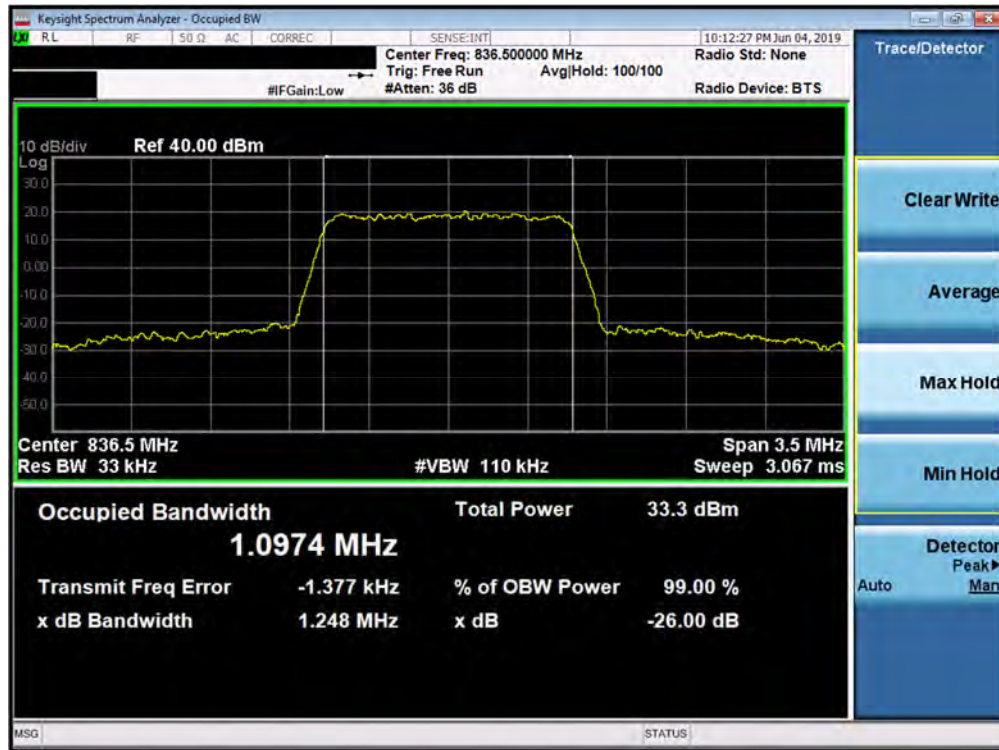 Keysight Spectrum Analyzer - Occupied BW
LXI RL RF 50 Ω AC CORREC SENSE:INT 10:12:27 PM Jun 04, 2019
Center Freq: 836.500000 MHz Radio Std: None
Trig: Free Run Avg|Hold: 100/100
#IFGain:Low #Atten: 36 dB Radio Device: BTS
10 dB/div Ref 40.00 dBm
Log
30.0
20.0
10.0
0.00
-10.0
-20.0
-30.0
-40.0
-50.0
Center 836.5 MHz Span 3.5 MHz
Res BW 33 kHz #VBW 110 kHz Sweep 3.067 ms
Occupied Bandwidth Total Power 33.3 dBm
1.0974 MHz
Transmit Freq Error -1.377 kHz % of OBW Power 99.00 %
x dB Bandwidth 1.248 MHz x dB -26.00 dB
MSG STATUS
Trace/Detector
Clear Write
Average
Max Hold
Min Hold
Detector
Peak▶
Auto Man